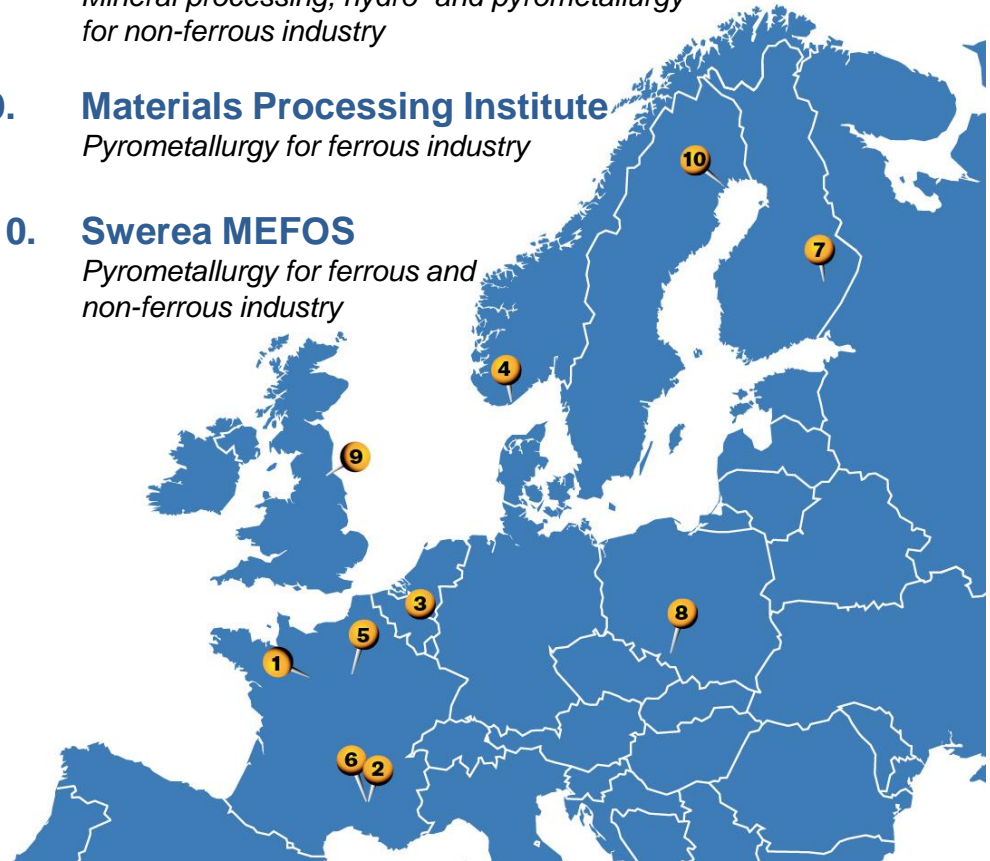 Mineral processing, hydro- and pyrometallurgy
for non-ferrous industry
9. Materials Processing Institute
Pyrometallurgy for ferrous industry
0. Swerea MEFOS
Pyrometallurgy for ferrous and
non-ferrous industry
10
7
4
9
3
8
5
1
6
2